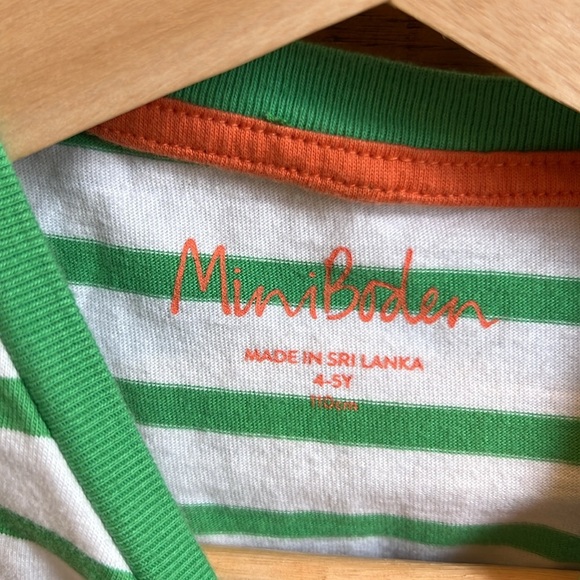 MiniBoden
MADE IN SRI LANKA
4-5Y
110cm